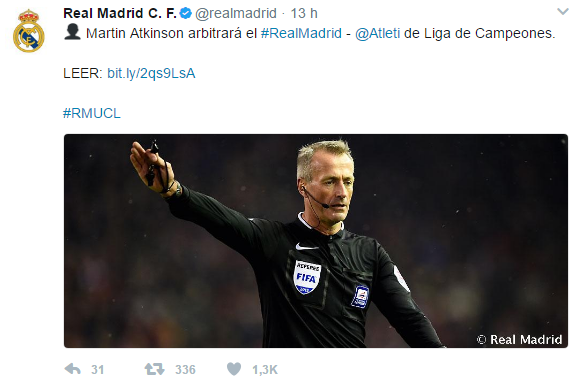 Real Madrid C. F. @realmadrid · 13 h
Martin Atkinson arbitrará el #RealMadrid - @Atleti de Liga de Campeones.
LEER: bit.ly/2qs9LsA
#RMUCL
REFEREE
FIFA
© Real Madrid
31 336 1,3K